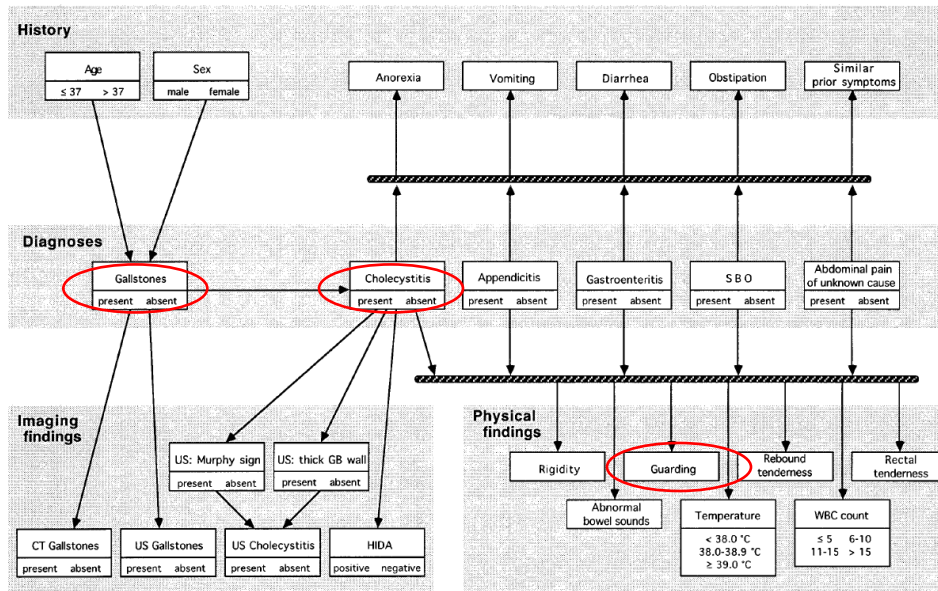 History
Age
≤ 37 > 37
Sex
male female
Anorexia
Vomiting
Diarrhea
Obstipation
Similar
prior symptoms
Diagnoses
Gallstones
present absent
Cholecystitis
present absent
Appendicitis
present absent
Gastroenteritis
present absent
S B O
present absent
Abdominal pain
of unknown cause
present absent
Imaging
findings
US: Murphy sign
present absent
US: thick GB wall
present absent
CT Gallstones
present absent
US Gallstones
present absent
US Cholecystitis
present absent
HIDA
positive negative
Physical
findings
Rigidity
Guarding
Rebound
tenderness
Rectal
tenderness
Abnormal
bowel sounds
Temperature
< 38.0 °C
38.0-38.9 °C
≥ 39.0 °C
WBC count
≤ 5 6-10
11-15 > 15